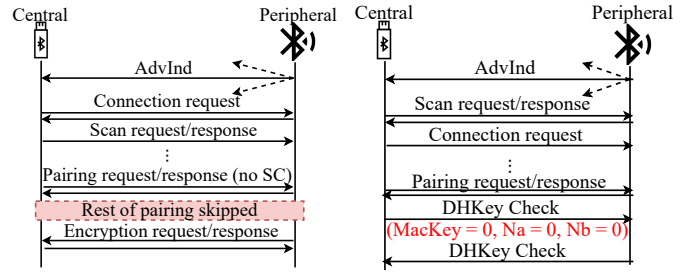 Central
Peripheral
AdvInd
Connection request
Scan request/response
⋮
Pairing request/response (no SC)
Rest of pairing skipped
Encryption request/response
Central
Peripheral
AdvInd
Scan request/response
Connection request
⋮
Pairing request/response
DHKey Check
(MacKey = 0, Na = 0, Nb = 0)
DHKey Check